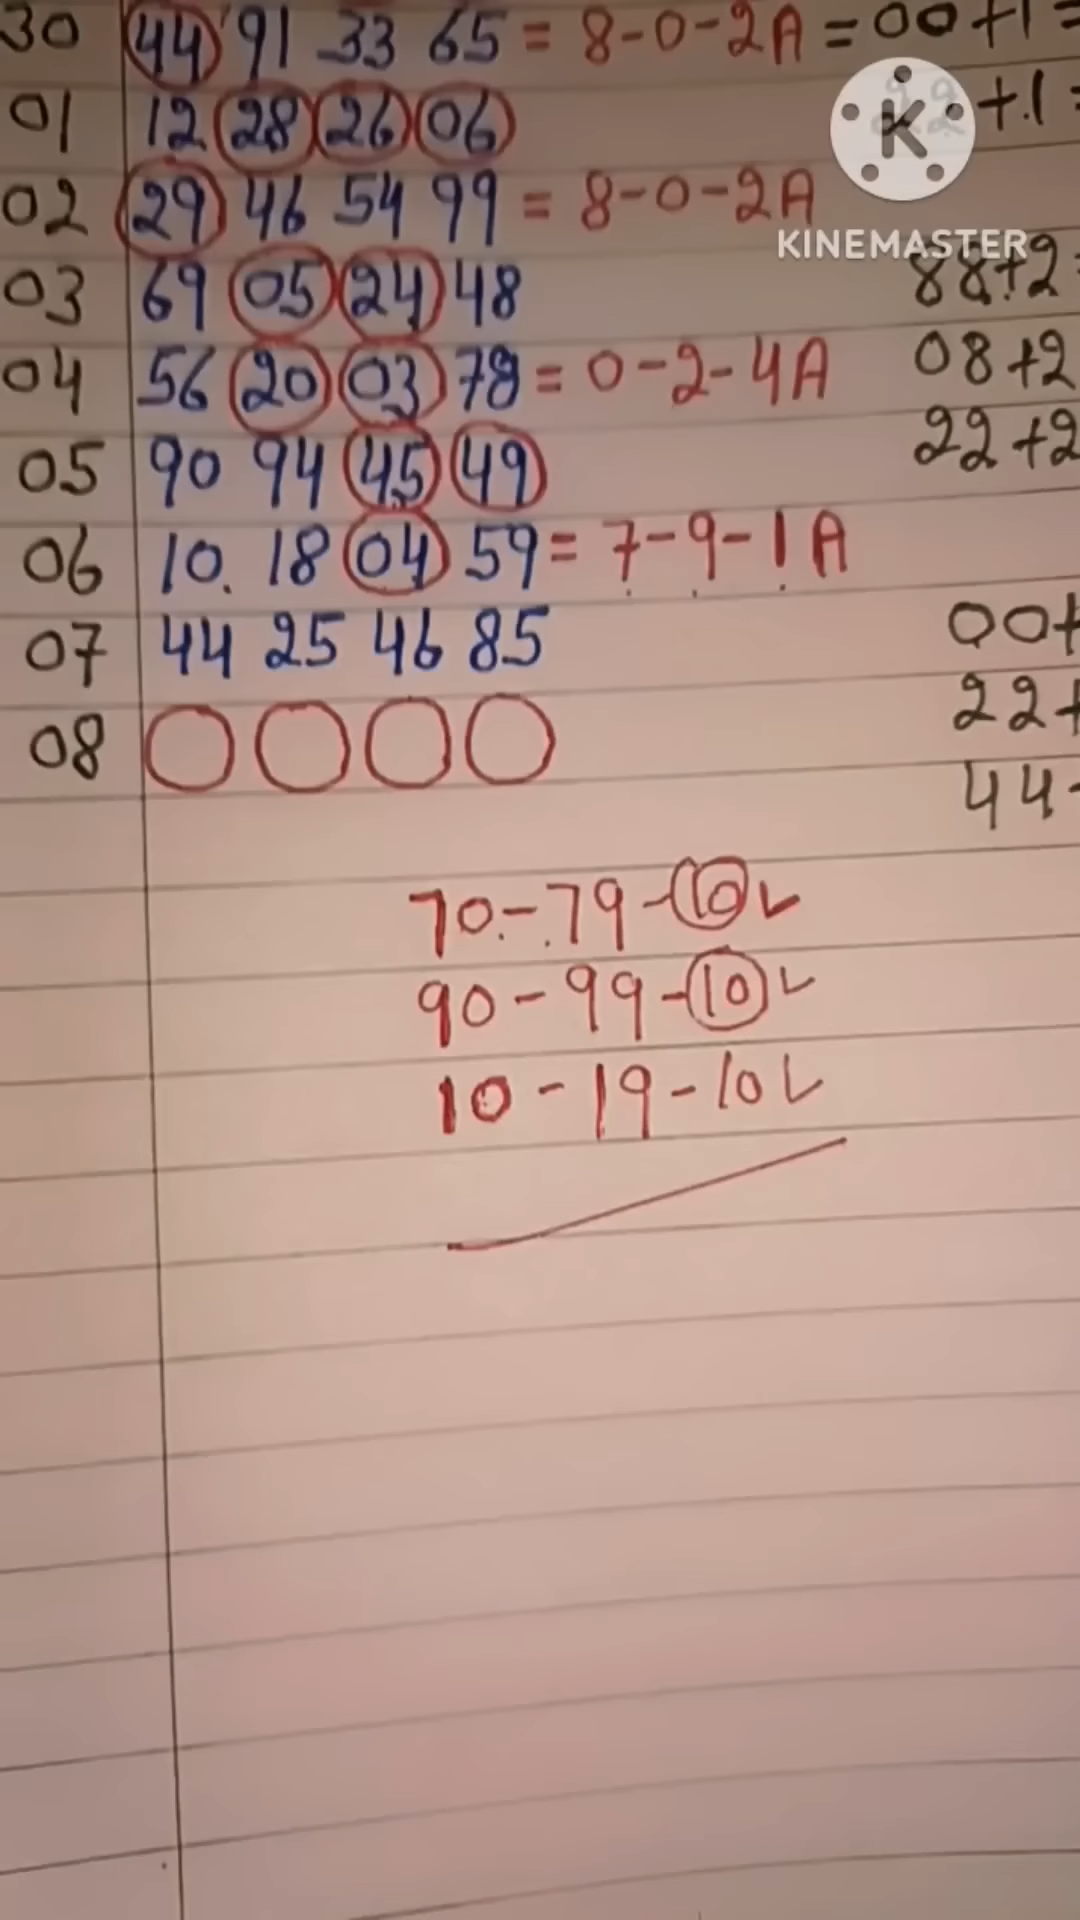 30 44 91 33 65 = 8-0-2A = 00+1=
01 12 28 26 06 +1=
K
02 29 46 54 99 = 8-0-2A
KINEMASTER
03 69 05 24 48 88+2=
04 56 20 03 78 = 0-2-4A 08+2
05 90 94 45 49 22+2
06 10. 18 04 59 = 7-9-1A
07 44 25 46 85 00+
08 22+
44-
70-79-10
90-99-10
10-19-10